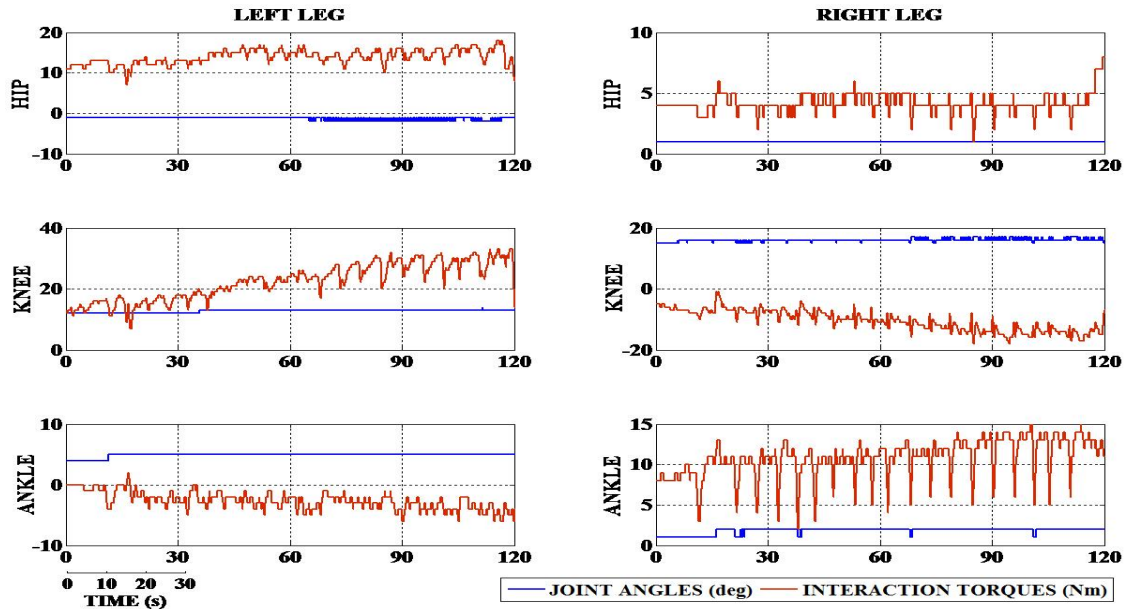 LEFT LEG RIGHT LEG
20 10
10
HIP HIP 5
0
-10 0
0 30 60 90 120 0 30 60 90 120
40 20
KNEE 20 KNEE 0
0 -20
0 30 60 90 120 0 30 60 90 120
10 15
10
ANKLE 0 ANKLE
5
-10 0
0 30 60 90 120 0 30 60 90 120
0 10 20 30
TIME (s) JOINT ANGLES (deg) INTERACTION TORQUES (Nm)